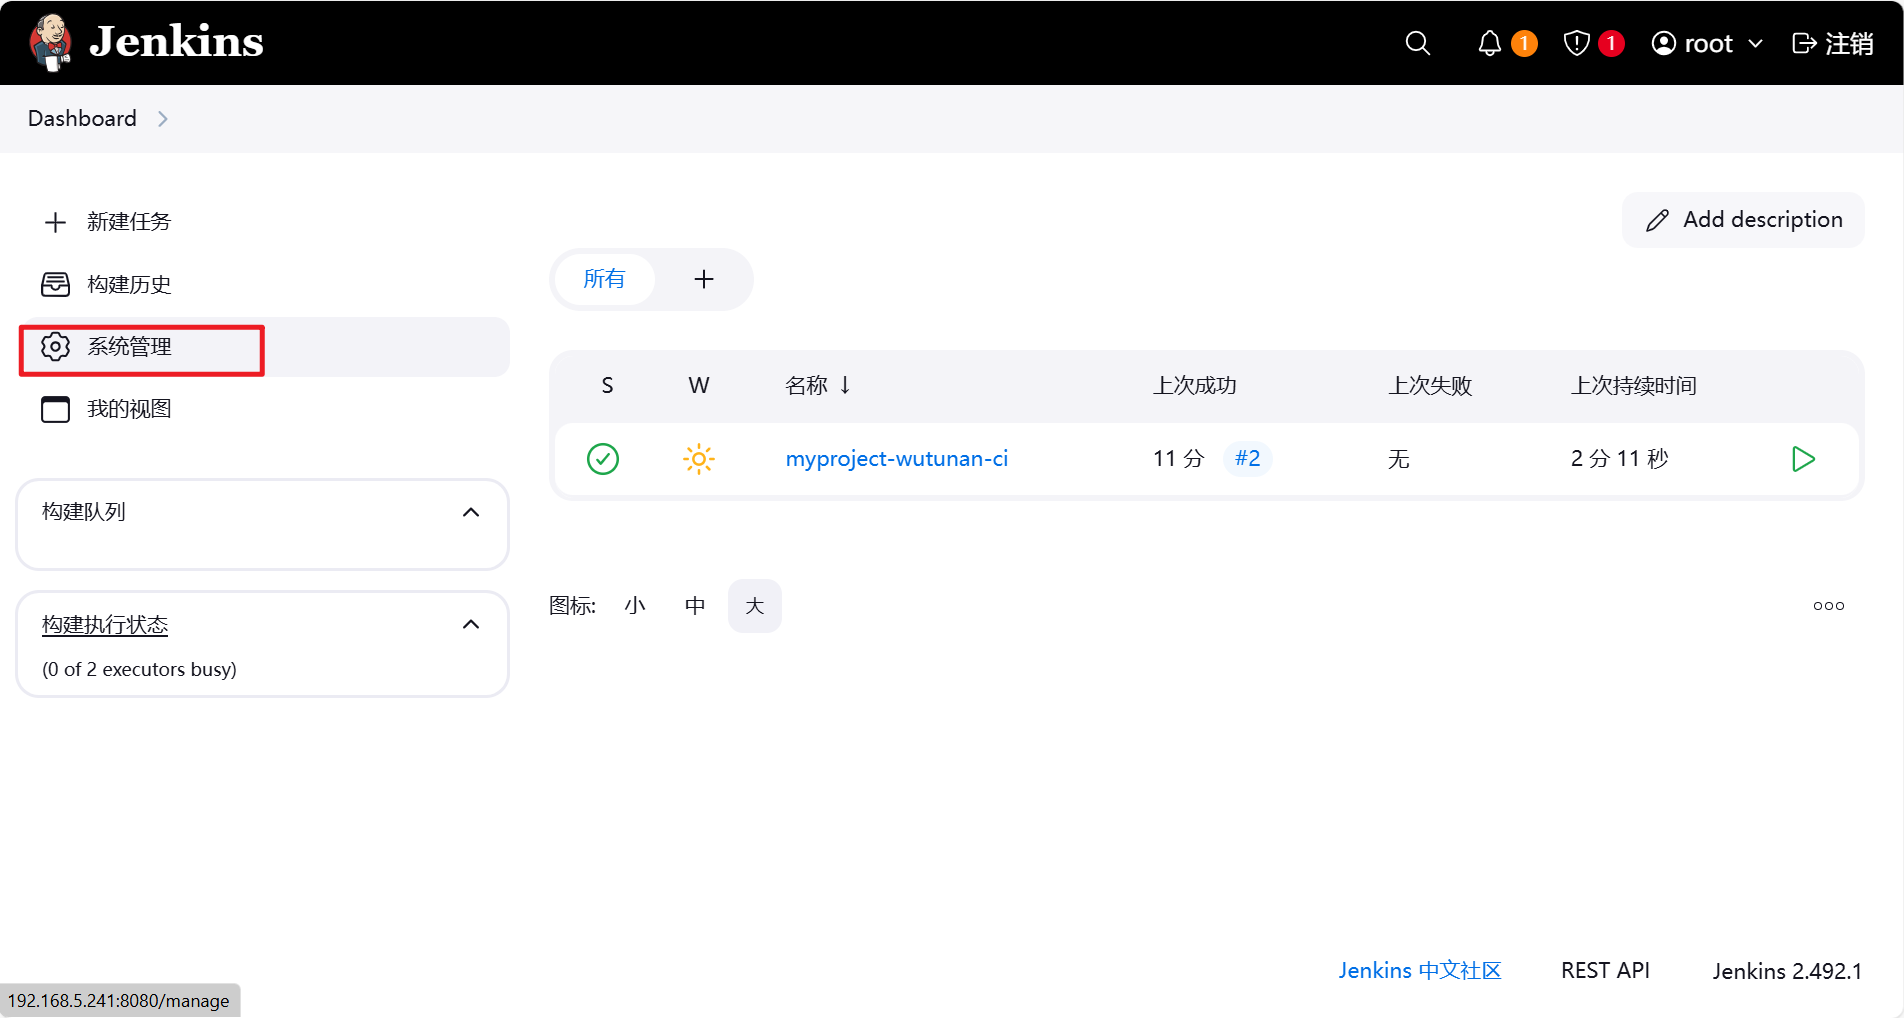 Jenkins
1
1
root
注销
Dashboard
新建任务
构建历史
系统管理
我的视图
构建队列
构建执行状态
(0 of 2 executors busy)
Add description
所有
S W 名称 ↓ 上次成功 上次失败 上次持续时间
myproject-wutunan-ci 11 分 #2 无 2 分 11 秒
图标: 小 中 大
Jenkins 中文社区 REST API Jenkins 2.492.1
192.168.5.241:8080/manage